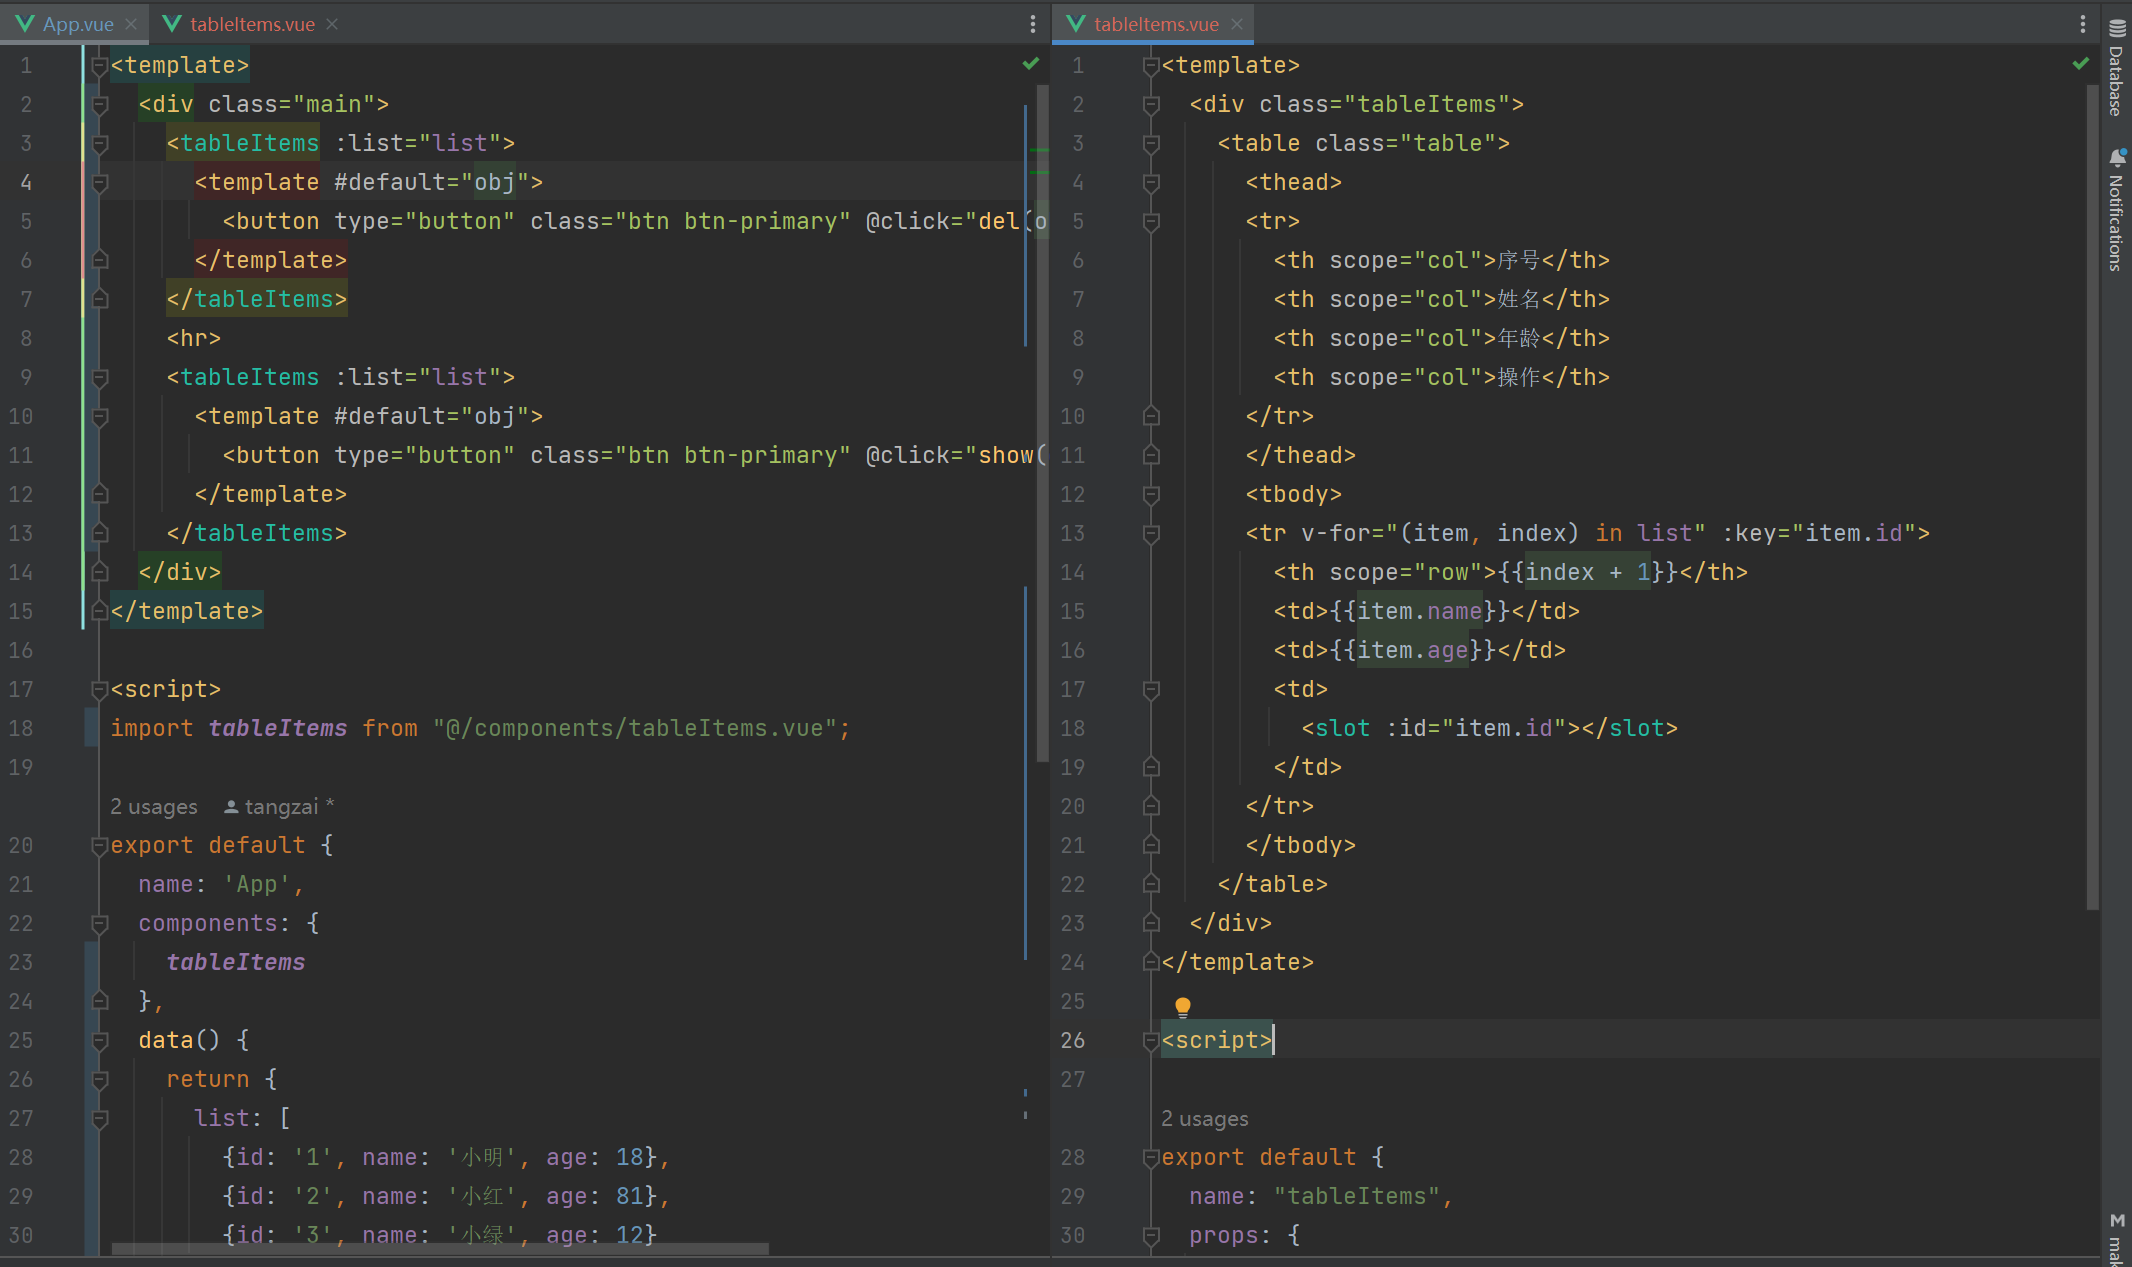 App.vue
tableItems.vue
1 <template>
2 <div class="main">
3 <tableItems :list="list">
4 <template #default="obj">
5 <button type="button" class="btn btn-primary" @click="del(o
6 </template>
7 </tableItems>
8 <hr>
9 <tableItems :list="list">
10 <template #default="obj">
11 <button type="button" class="btn btn-primary" @click="show(
12 </template>
13 </tableItems>
14 </div>
15 </template>
16
17 <script>
18 import tableItems from "@/components/tableItems.vue";
19
2 usages tangzai *
20 export default {
21 name: 'App',
22 components: {
23 tableItems
24 },
25 data() {
26 return {
27 list: [
28 {id: '1', name: '小明', age: 18},
29 {id: '2', name: '小红', age: 81},
30 {id: '3', name: '小绿', age: 12}
tableItems.vue
1 <template>
2 <div class="tableItems">
3 <table class="table">
4 <thead>
5 <tr>
6 <th scope="col">序号</th>
7 <th scope="col">姓名</th>
8 <th scope="col">年龄</th>
9 <th scope="col">操作</th>
10 </tr>
11 </thead>
12 <tbody>
13 <tr v-for="(item, index) in list" :key="item.id">
14 <th scope="row">{{index + 1}}</th>
15 <td>{{item.name}}</td>
16 <td>{{item.age}}</td>
17 <td>
18 <slot :id="item.id"></slot>
19 </td>
20 </tr>
21 </tbody>
22 </table>
23 </div>
24 </template>
25
26 <script>
27
2 usages
28 export default {
29 name: "tableItems",
30 props: {
Database
Notifications
M
mak